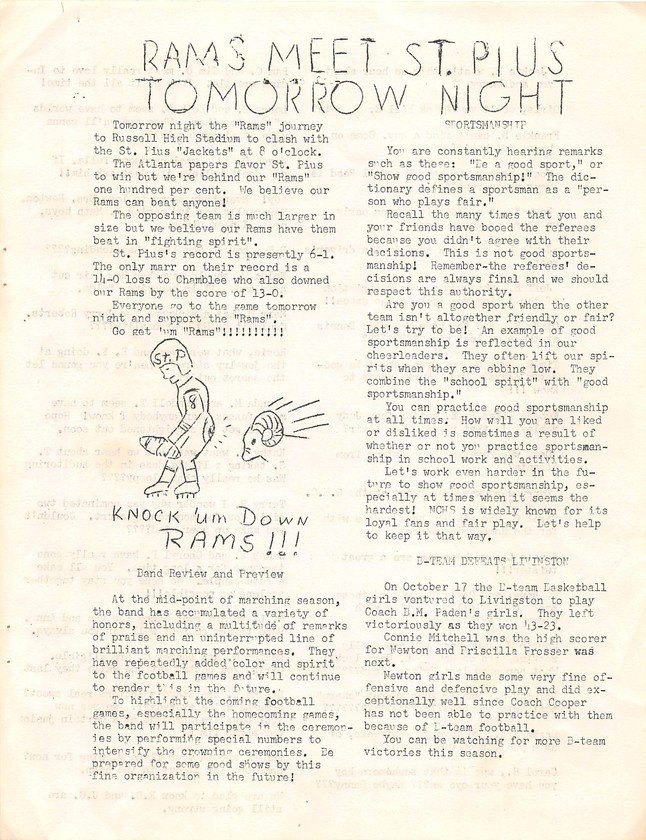 RAMS MEET ST. PIUS
TOMORROW NIGHT
Tomorrow night the "Rams" journey
to Russell High Stadium to clash with
the St. Pius "Jackets" at 8 o'clock.
The Atlanta papers favor St. Pius
to win but we're behind our "Rams"
one hundred per cent. We believe our
Rams can beat anyone!
The opposing team is much larger in
size but we believe our Rams have them
beat in "fighting spirit".
St. Pius's record is presently 6-1.
The only marr on their record is a
14-0 loss to Chamblee who also downed
our Rams by the score of 13-0.
Everyone go to the game tomorrow
night and support the "Rams".
Go get 'um "Rams"!!!!!!!!!!
St. P
8
KNOCK 'um DOWN
RAMS!!!
Band Review and Preview
At the mid-point of marching season,
the band has accumulated a variety of
honors, including a multitude of remarks
of praise and an uninterrupted line of
brilliant marching performances. They
have repeatedly added color and spirit
to the football games and will continue
to render this in the future.
To highlight the coming football
games, especially the homecoming games,
the band will participate in the ceremon-
ies by performing special numbers to
intensify the crowning ceremonies. Be
prepared for some good shows by this
fine organization in the future!
SPORTSMANSHIP
You are constantly hearing remarks
such as these: "Be a good sport," or
"Show good sportsmanship!" The dic-
tionary defines a sportsman as a "per-
son who plays fair."
Recall the many times that you and
your friends have booed the referees
because you didn't agree with their
decisions. This is not good sports-
manship! Remember-the referees' de-
cisions are always final and we should
respect this authority.
Are you a good sport when the other
team isn't altogether friendly or fair?
Let's try to be! An example of good
sportsmanship is reflected in our
cheerleaders. They often lift our spi-
rits when they are ebbing low. They
combine the "school spirit" with "good
sportsmanship."
You can practice good sportsmanship
at all times. How well you are liked
or disliked is sometimes a result of
whether or not you practice sportsman-
ship in school work and activities.
Let's work even harder in the fu-
ture to show good sportsmanship, es-
pecially at times when it seems the
hardest! NCHS is widely known for its
loyal fans and fair play. Let's help
to keep it that way.
B-TEAM DEFEATS LIVINGSTON
On October 17 the B-team Basketball
girls ventured to Livingston to play
Coach B.M. Faden's girls. They left
victoriously as they won 43-23.
Connie Mitchell was the high scorer
for Newton and Priscilla Prosser was
next.
Newton girls made some very fine of-
fensive and defencive play and did ex-
ceptionally well since Coach Cooper
has not been able to practice with them
because of B-team football.
You can be watching for more B-team
victories this season.